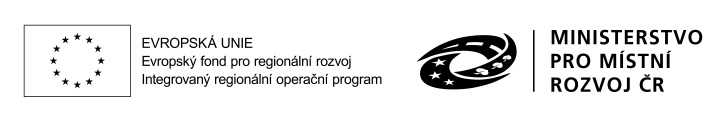 EVROPSKÁ UNIE
Evropský fond pro regionální rozvoj
Integrovaný regionální operační program
MINISTERSTVO
PRO MÍSTNÍ
ROZVOJ ČR